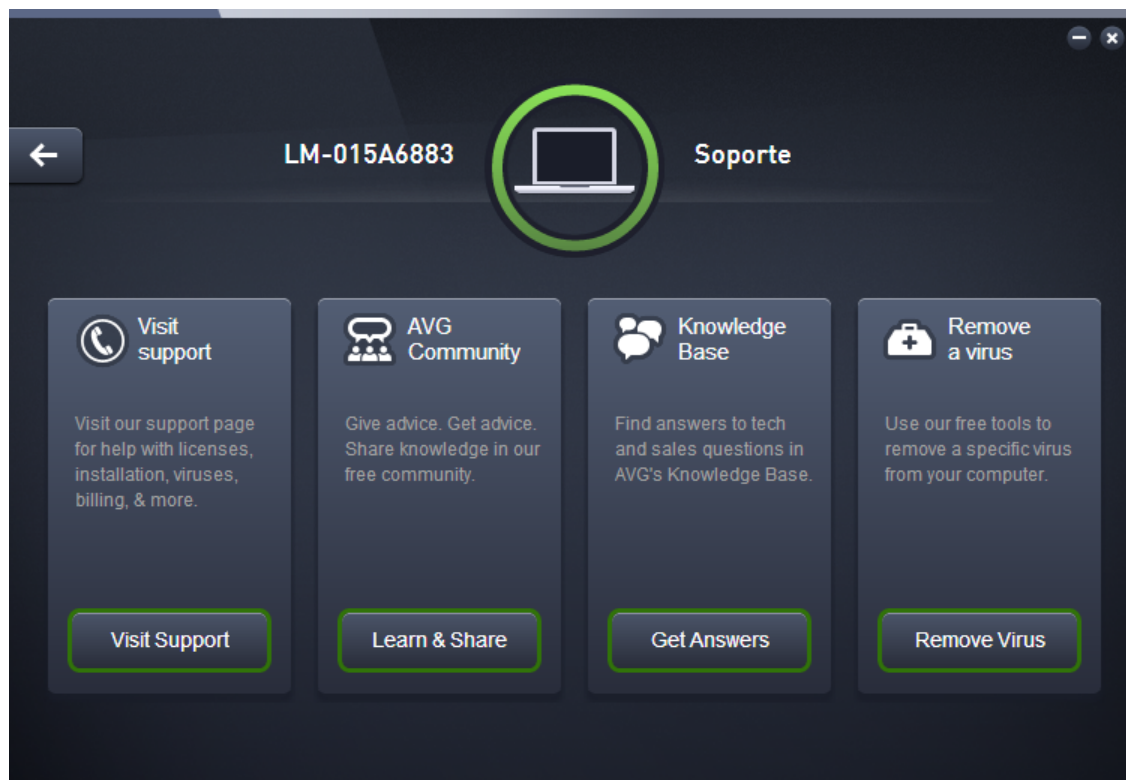 LM-015A6883
Soporte
Visit
support
Visit our support page
for help with licenses,
installation, viruses,
billing, & more.
Visit Support
AVG
Community
Give advice. Get advice.
Share knowledge in our
free community.
Learn & Share
Knowledge
Base
Find answers to tech
and sales questions in
AVG's Knowledge Base.
Get Answers
Remove
a virus
Use our free tools to
remove a specific virus
from your computer.
Remove Virus